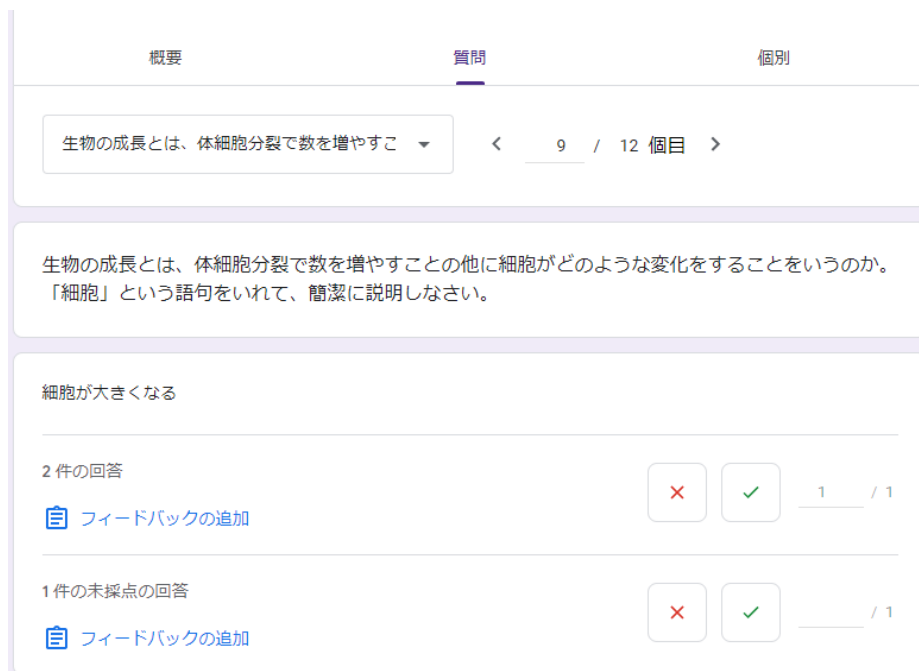 概要 質問 個別
生物の成長とは、体細胞分裂で数を増やすこ 9 / 12 個目
生物の成長とは、体細胞分裂で数を増やすことの他に細胞がどのような変化をすることをいうのか。
「細胞」という語句をいれて、簡潔に説明しなさい。
細胞が大きくなる
2 件の回答
1 / 1
フィードバックの追加
1 件の未採点の回答
/ 1
フィードバックの追加